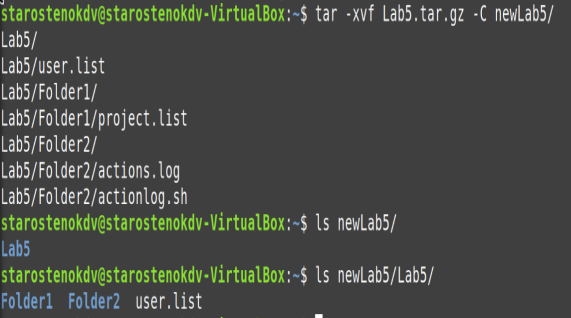 starostenokdv@starostenokdv-VirtualBox:~$ tar -xvf Lab5.tar.gz -C newLab5/
Lab5/
Lab5/user.list
Lab5/Folder1/
Lab5/Folder1/project.list
Lab5/Folder2/
Lab5/Folder2/actions.log
Lab5/Folder2/actionlog.sh
starostenokdv@starostenokdv-VirtualBox:~$ ls newLab5/
Lab5
starostenokdv@starostenokdv-VirtualBox:~$ ls newLab5/Lab5/
Folder1  Folder2  user.list